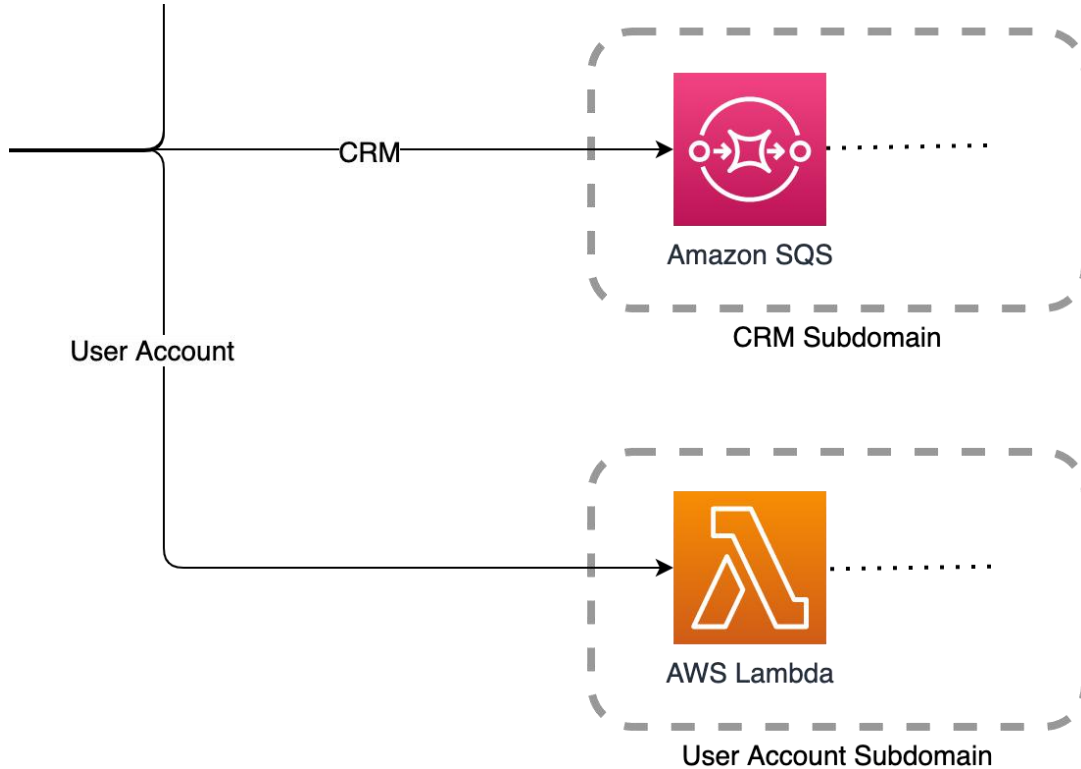 CRM
Amazon SQS
CRM Subdomain
User Account
AWS Lambda
User Account Subdomain